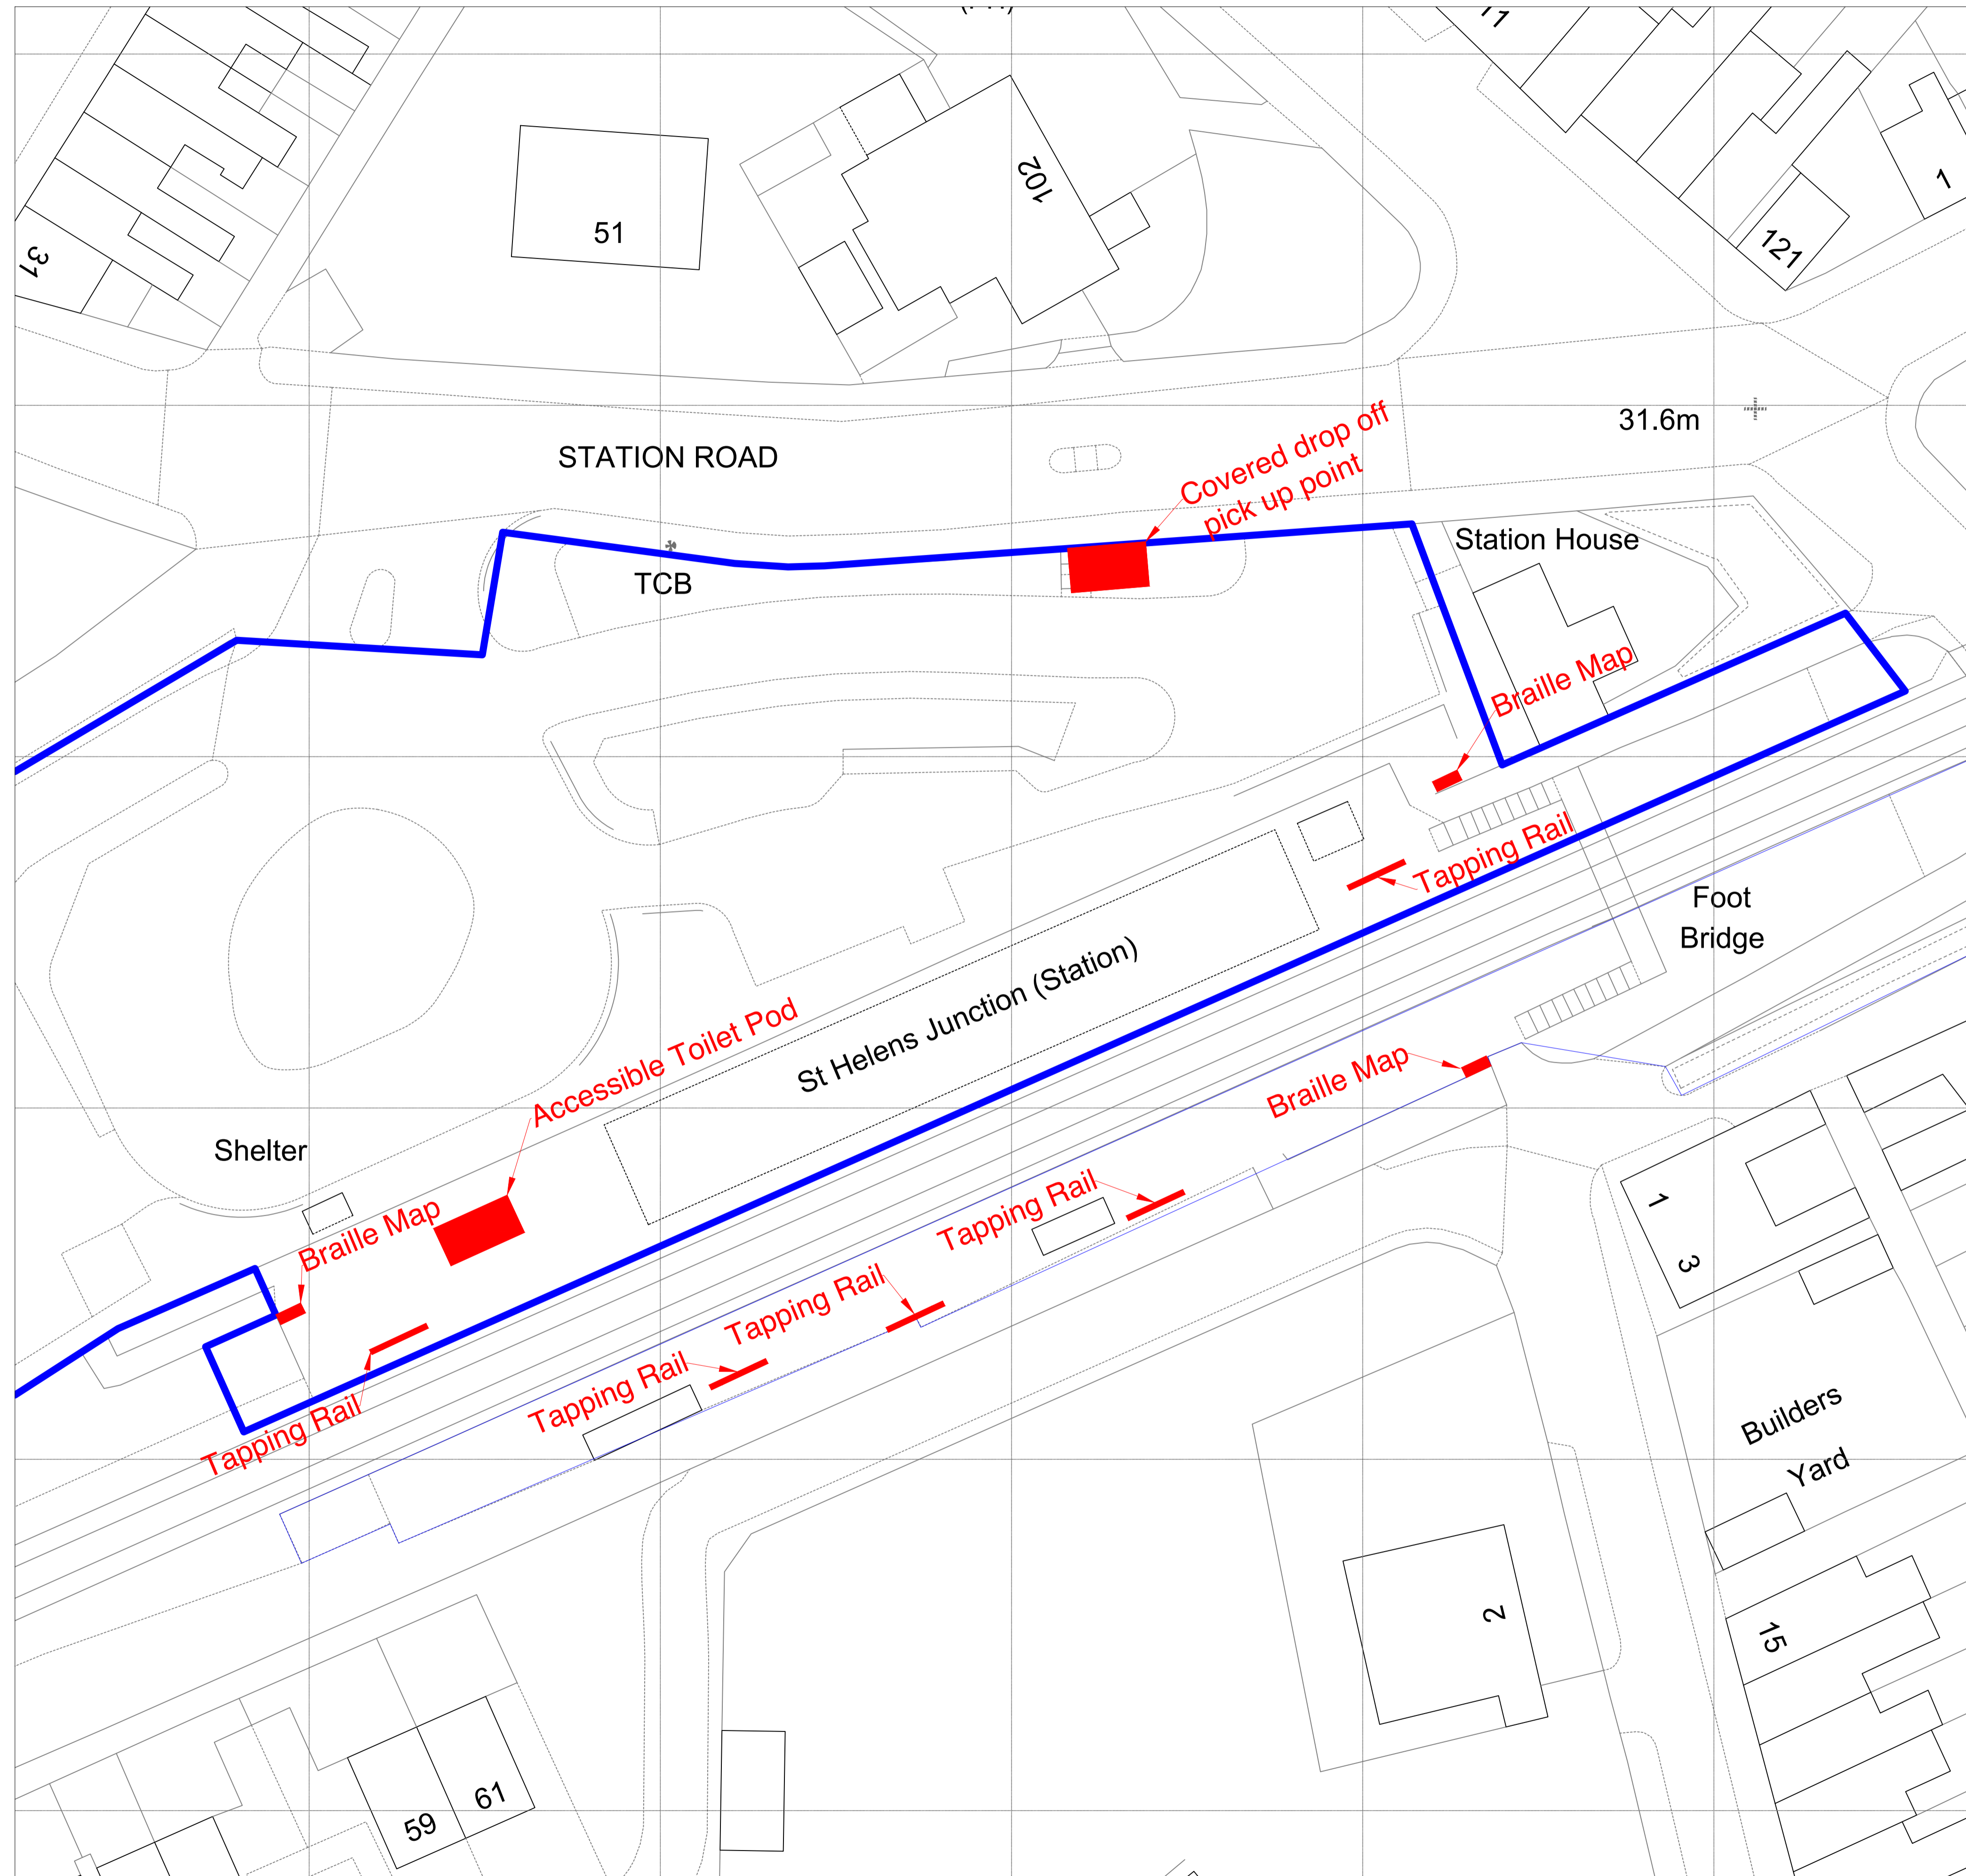 11
51
102
31
1
121
31.6m
STATION ROAD
Covered drop off
pick up point
Station House
TCB
Braille Map
Tapping Rail
Foot
Bridge
St Helens Junction (Station)
Accessible Toilet Pod
Braille Map
Shelter
Braille Map
Tapping Rail
Tapping Rail
Tapping Rail
Tapping Rail
1
3
Builders
Yard
2
15
61
59